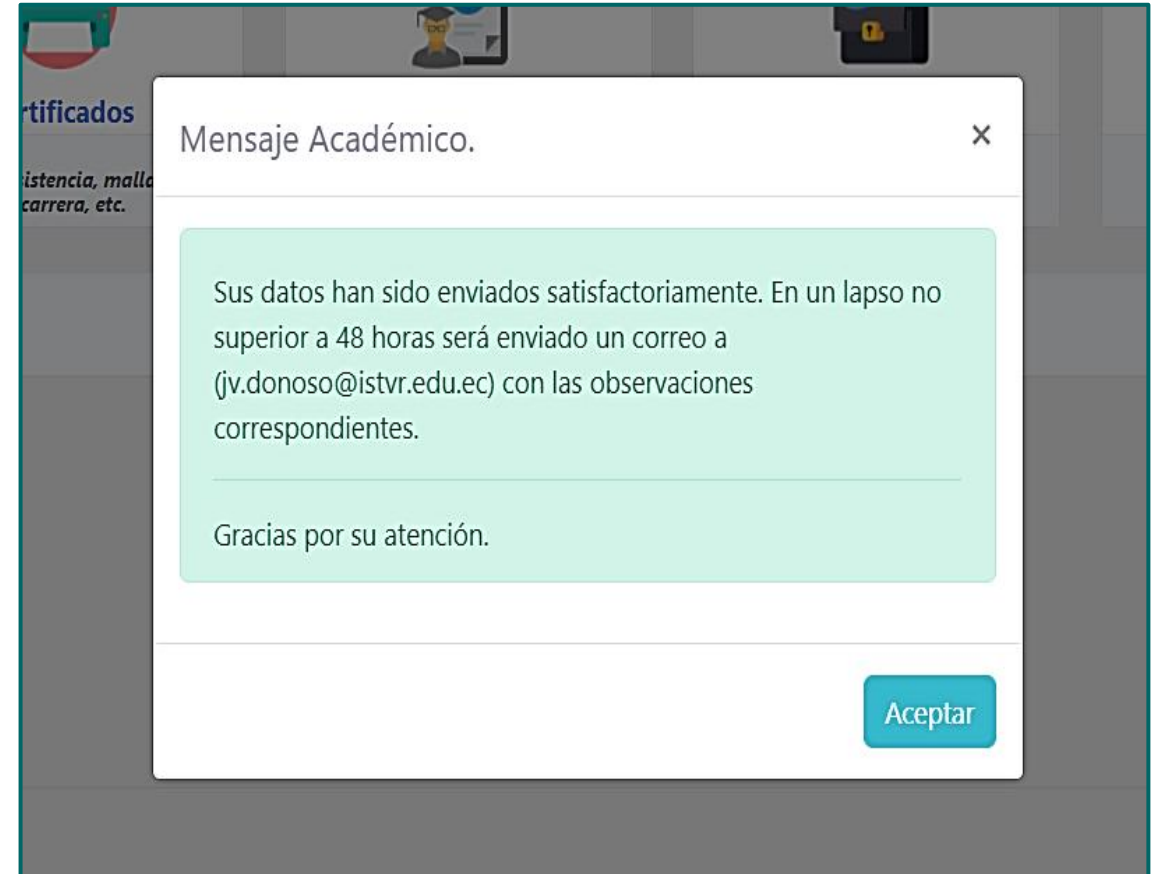 rtificados
istencia, malla
carrera, etc.
Mensaje Académico.
×
Sus datos han sido enviados satisfactoriamente. En un lapso no
superior a 48 horas será enviado un correo a
(jv.donoso@istvr.edu.ec) con las observaciones
correspondientes.
Gracias por su atención.
Aceptar